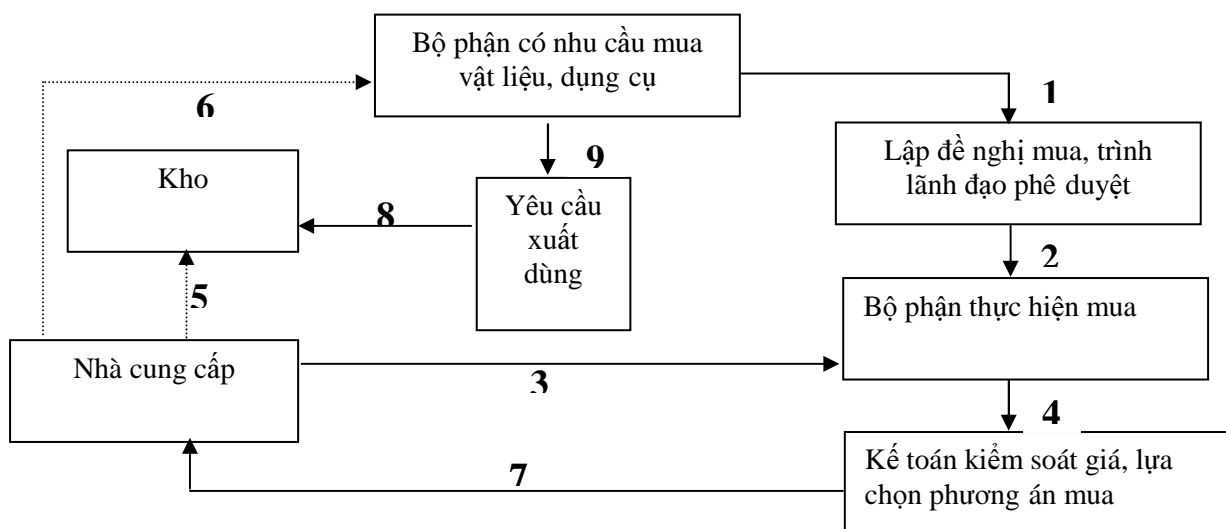 Bộ phận có nhu cầu mua
vật liệu, dụng cụ
6
1
9
Lập đề nghị mua, trình
lãnh đạo phê duyệt
Kho
8
Yêu cầu
xuất
dùng
2
5
Bộ phận thực hiện mua
Nhà cung cấp
3
4
Kế toán kiểm soát giá, lựa
chọn phương án mua
7